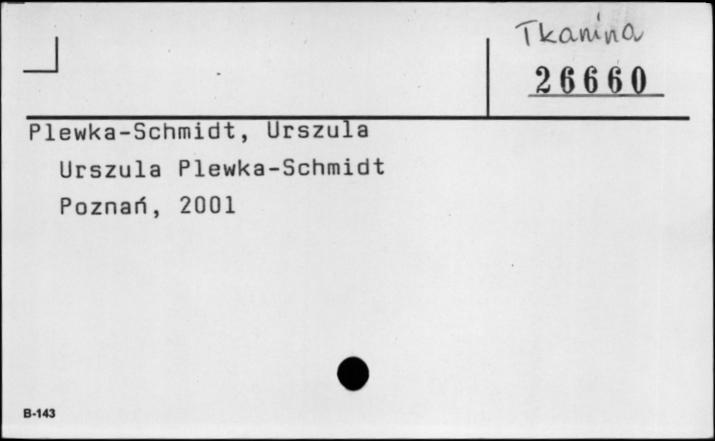 Tkanina
26660
Plewka-Schmidt, Urszula
Urszula Plewka-Schmidt
Poznań, 2001
B-143